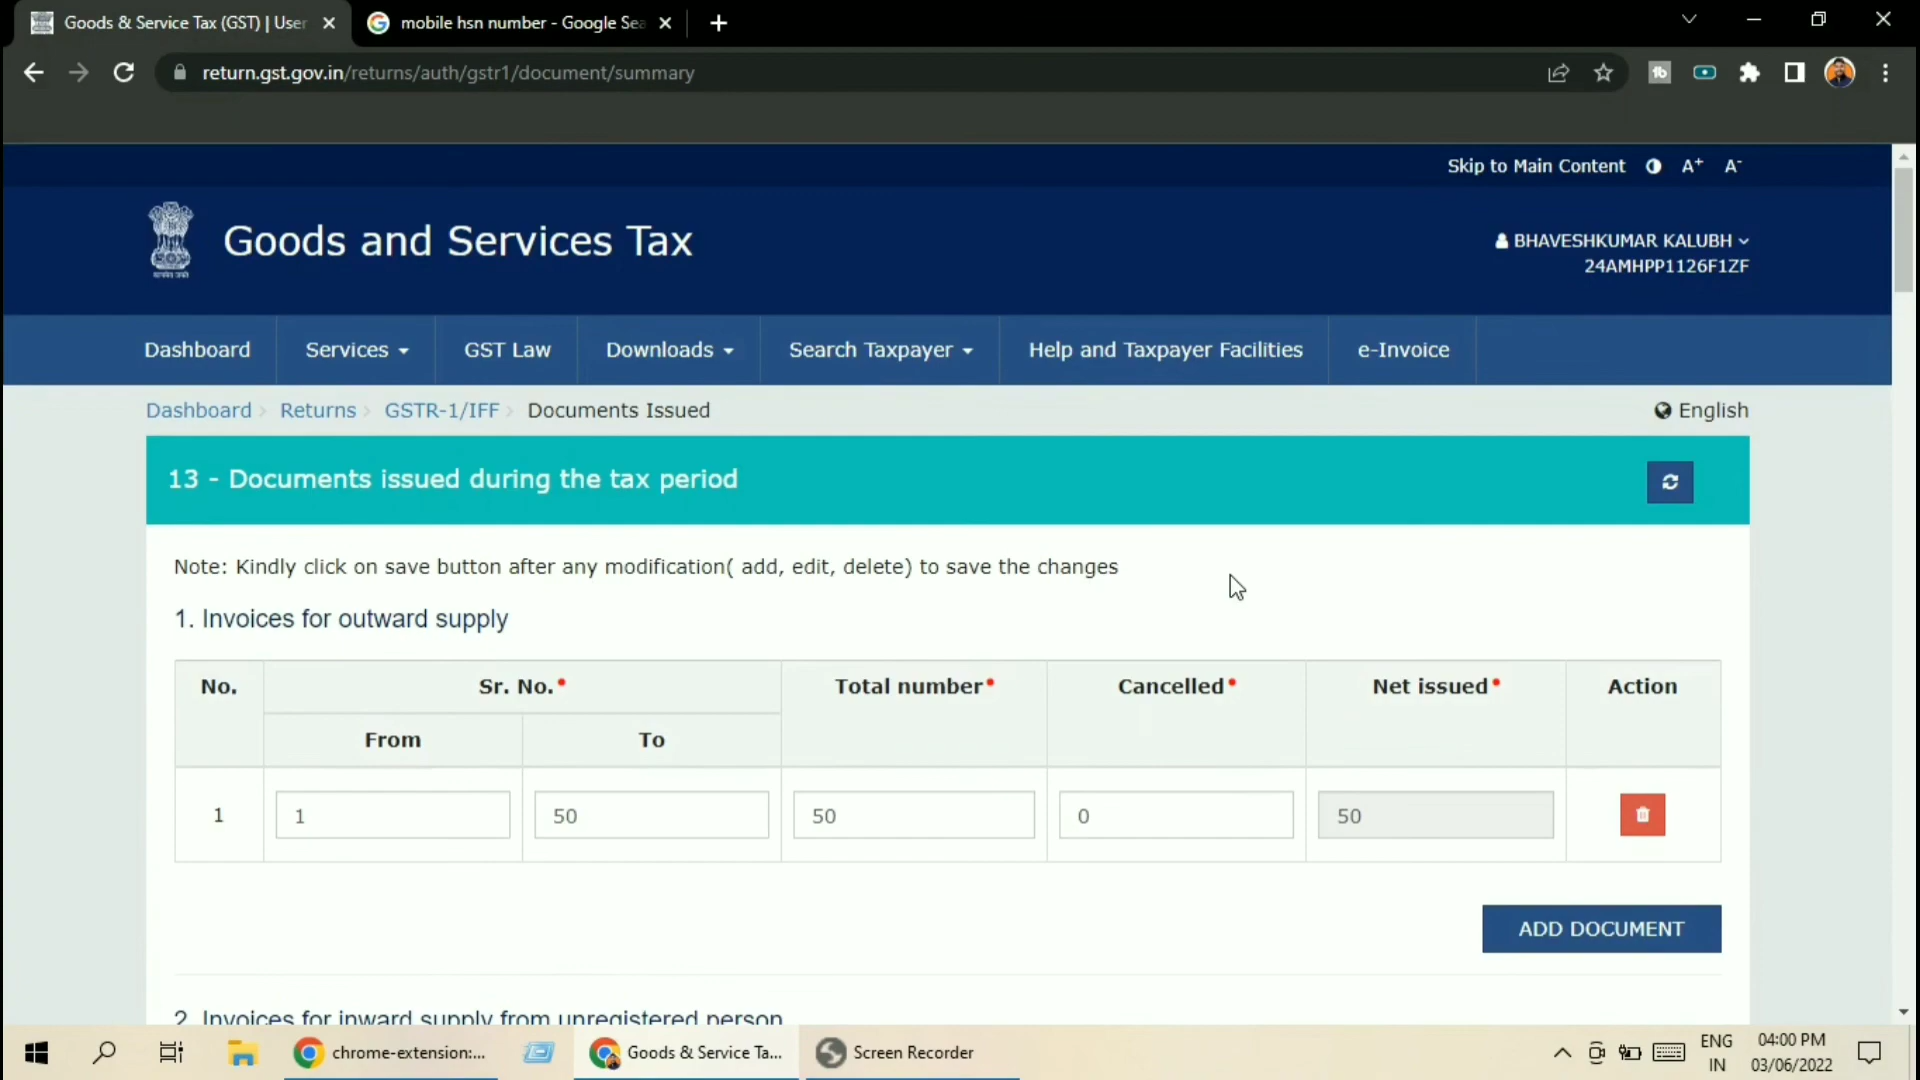 Goods & Service Tax (GST) | User
mobile hsn number - Google Sea
return.gst.gov.in/returns/auth/gstr1/document/summary
Skip to Main Content A+ A-
Goods and Services Tax
BHAVESHKUMAR KALUBH
24AMHPP1126F1ZF
Dashboard Services GST Law Downloads Search Taxpayer Help and Taxpayer Facilities e-Invoice
Dashboard > Returns > GSTR-1/IFF > Documents Issued English
13 - Documents issued during the tax period
Note: Kindly click on save button after any modification( add, edit, delete) to save the changes
1. Invoices for outward supply
No. Sr. No.• Total number• Cancelled• Net issued• Action
From To
1 1 50 50 0 50
ADD DOCUMENT
2. Invoices for inward supply from unregistered person
chrome-extension:... Goods & Service Ta... Screen Recorder
ENG 04:00 PM
IN 03/06/2022